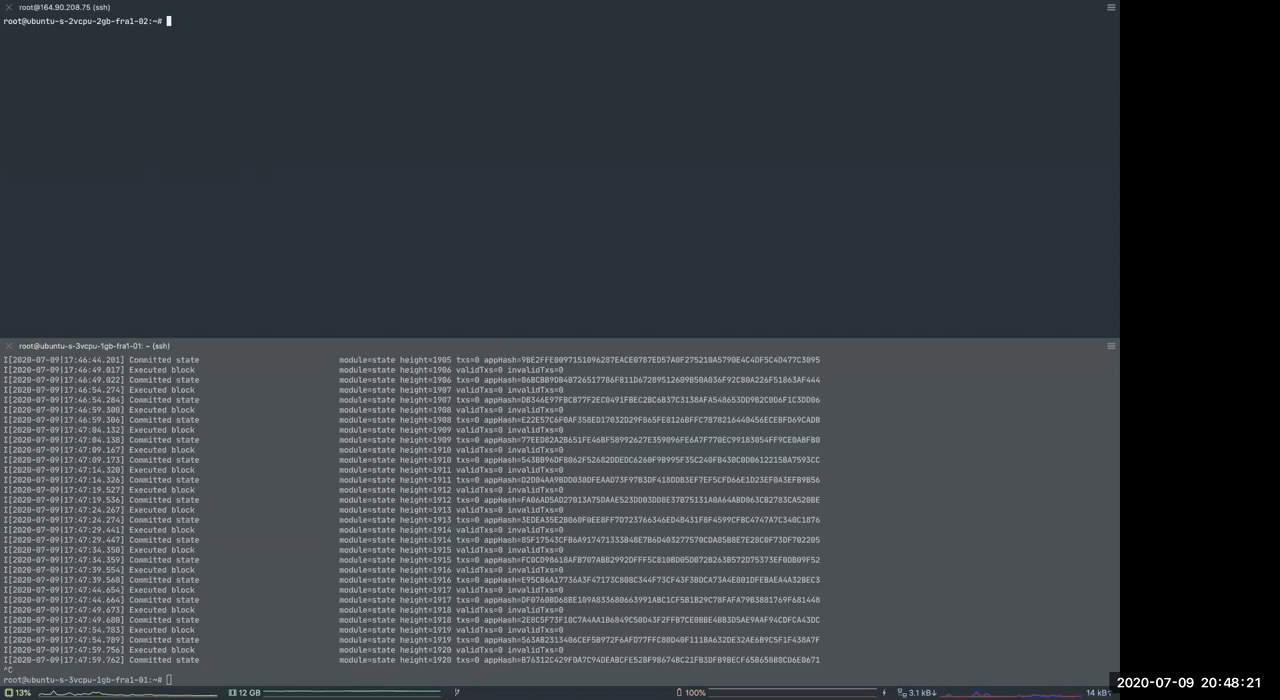 root@164.90.208.75 (ssh)
root@ubuntu-s-2vcpu-2gb-fra1-02:~#
root@ubuntu-s-3vcpu-1gb-fra1-01: ~ (ssh)
I[2020-07-09|17:46:44.201] Committed state module=state height=1905 txs=0
I[2020-07-09|17:46:49.017] Executed block module=state height=1906 validTxs=0 invalidTxs=0
I[2020-07-09|17:46:49.022] Committed state module=state height=1906 txs=0
I[2020-07-09|17:46:54.274] Executed block module=state height=1907 validTxs=0 invalidTxs=0
I[2020-07-09|17:46:54.284] Committed state module=state height=1907 txs=0
I[2020-07-09|17:46:59.300] Executed block module=state height=1908 validTxs=0 invalidTxs=0
I[2020-07-09|17:46:59.306] Committed state module=state height=1908 txs=0
I[2020-07-09|17:47:04.132] Executed block module=state height=1909 validTxs=0 invalidTxs=0
I[2020-07-09|17:47:04.138] Committed state module=state height=1909 txs=0
I[2020-07-09|17:47:09.167] Executed block module=state height=1910 validTxs=0 invalidTxs=0
I[2020-07-09|17:47:09.173] Committed state module=state height=1910 txs=0
I[2020-07-09|17:47:14.320] Executed block module=state height=1911 validTxs=0 invalidTxs=0
I[2020-07-09|17:47:14.326] Committed state module=state height=1911 txs=0
I[2020-07-09|17:47:19.527] Executed block module=state height=1912 validTxs=0 invalidTxs=0
I[2020-07-09|17:47:19.536] Committed state module=state height=1912 txs=0
I[2020-07-09|17:47:24.267] Executed block module=state height=1913 validTxs=0 invalidTxs=0
I[2020-07-09|17:47:24.274] Committed state module=state height=1913 txs=0
I[2020-07-09|17:47:29.441] Executed block module=state height=1914 validTxs=0 invalidTxs=0
I[2020-07-09|17:47:29.447] Committed state module=state height=1914 txs=0
I[2020-07-09|17:47:34.350] Executed block module=state height=1915 validTxs=0 invalidTxs=0
I[2020-07-09|17:47:34.359] Committed state module=state height=1915 txs=0
I[2020-07-09|17:47:39.554] Executed block module=state height=1916 validTxs=0 invalidTxs=0
I[2020-07-09|17:47:39.560] Committed state module=state height=1916 txs=0
I[2020-07-09|17:47:44.654] Executed block module=state height=1917 validTxs=0 invalidTxs=0
I[2020-07-09|17:47:44.664] Committed state module=state height=1917 txs=0
I[2020-07-09|17:47:49.673] Executed block module=state height=1918 validTxs=0 invalidTxs=0
I[2020-07-09|17:47:49.680] Committed state module=state height=1918 txs=0
I[2020-07-09|17:47:54.783] Executed block module=state height=1919 validTxs=0 invalidTxs=0
I[2020-07-09|17:47:54.789] Committed state module=state height=1919 txs=0
I[2020-07-09|17:47:59.756] Executed block module=state height=1920 validTxs=0 invalidTxs=0
I[2020-07-09|17:47:59.762] Committed state module=state height=1920 txs=0
^C
root@ubuntu-s-3vcpu-1gb-fra1-01:~#
13% 12 GB 100% 3.1 kB↓ 14 kB↑
2020-07-09 20:48:21